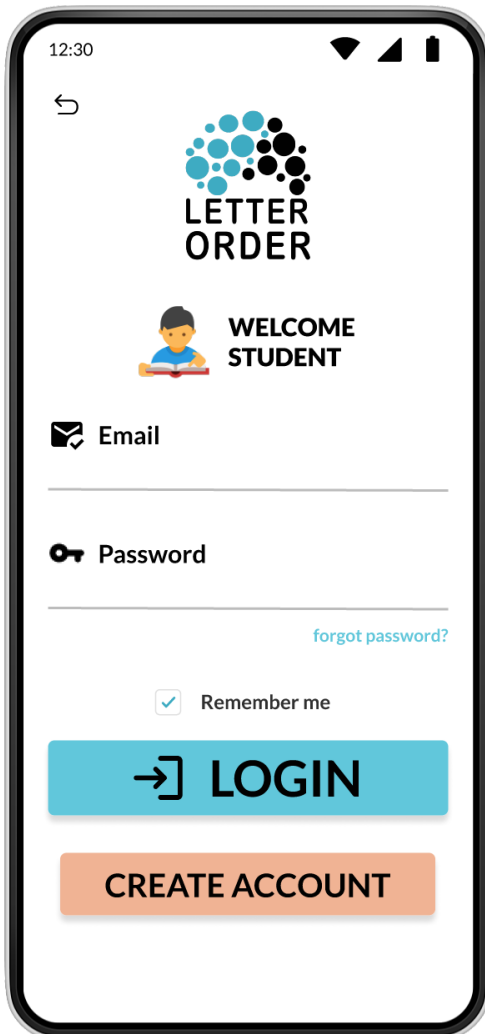 12:30
LETTER
ORDER
WELCOME
STUDENT
Email
Password
forgot password?
Remember me
LOGIN
CREATE ACCOUNT